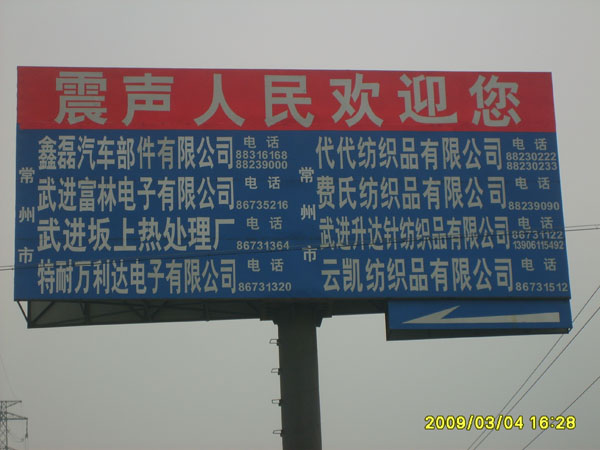 震声人民欢迎您
常州市
鑫磊汽车部件有限公司 电话 88316168 88239000
武进富林电子有限公司 电话 86735216
武进坂上热处理厂 电话 86731364
特耐万利达电子有限公司 电话 86731320
常州市
代代纺织品有限公司 电话 88230222 88230233
费氏纺织品有限公司 电话 88239090
武进升达针纺织品有限公司 电话 86731122 13906115492
云凯纺织品有限公司 电话 86731512
2009/03/04 16:28